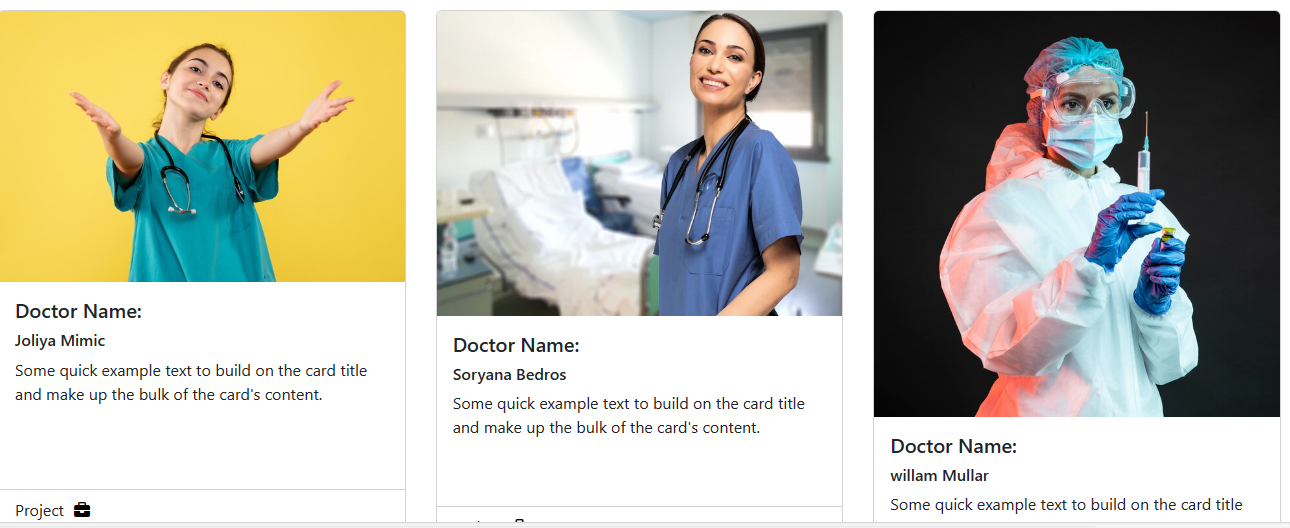 Doctor Name:
Joliya Mimic
Some quick example text to build on the card title
and make up the bulk of the card's content.
Project
Doctor Name:
Soryana Bedros
Some quick example text to build on the card title
and make up the bulk of the card's content.
Doctor Name:
willam Mullar
Some quick example text to build on the card title